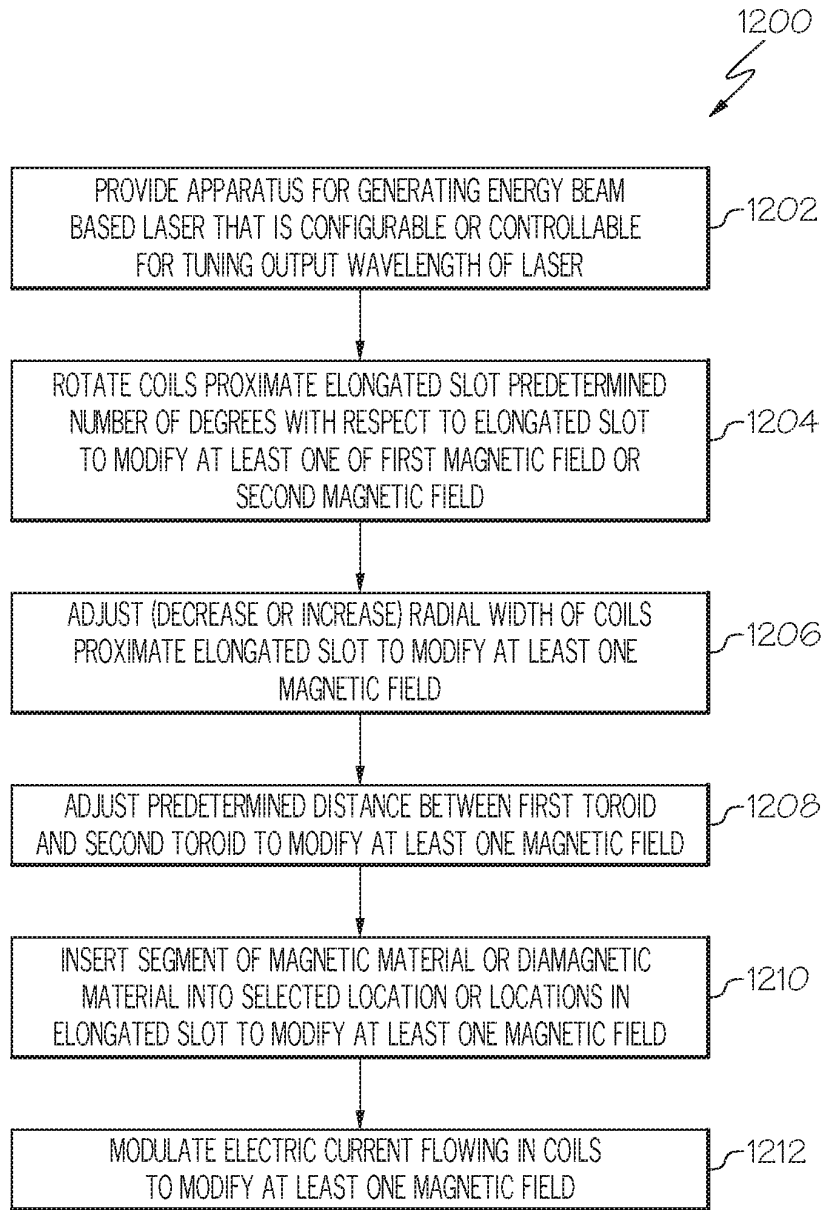 1200
PROVIDE APPARATUS FOR GENERATING ENERGY BEAM
BASED LASER THAT IS CONFIGURABLE OR CONTROLLABLE
FOR TUNING OUTPUT WAVELENGTH OF LASER
1202
ROTATE COILS PROXIMATE ELONGATED SLOT PREDETERMINED
NUMBER OF DEGREES WITH RESPECT TO ELONGATED SLOT
TO MODIFY AT LEAST ONE OF FIRST MAGNETIC FIELD OR
SECOND MAGNETIC FIELD
1204
ADJUST (DECREASE OR INCREASE) RADIAL WIDTH OF COILS
PROXIMATE ELONGATED SLOT TO MODIFY AT LEAST ONE
MAGNETIC FIELD
1206
ADJUST PREDETERMINED DISTANCE BETWEEN FIRST TOROID
AND SECOND TOROID TO MODIFY AT LEAST ONE MAGNETIC FIELD
1208
INSERT SEGMENT OF MAGNETIC MATERIAL OR DIAMAGNETIC
MATERIAL INTO SELECTED LOCATION OR LOCATIONS IN
ELONGATED SLOT TO MODIFY AT LEAST ONE MAGNETIC FIELD
1210
MODULATE ELECTRIC CURRENT FLOWING IN COILS
TO MODIFY AT LEAST ONE MAGNETIC FIELD
1212